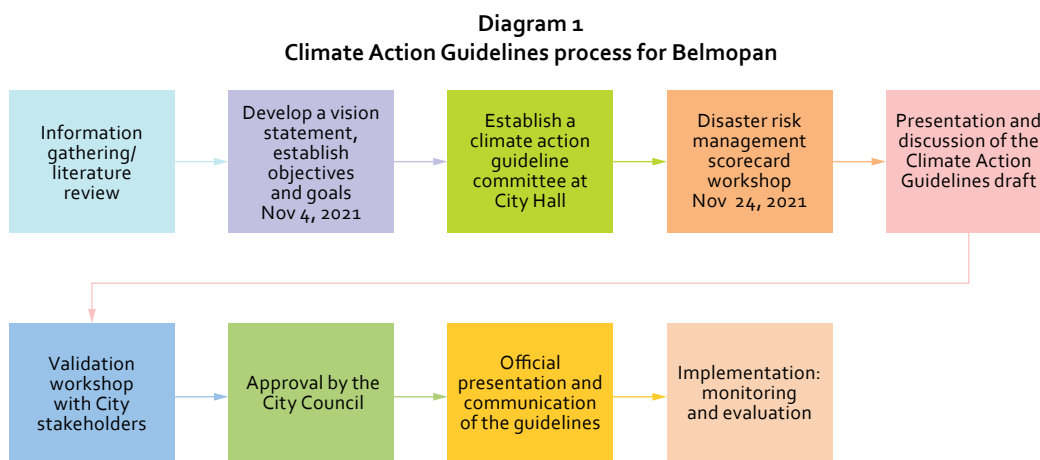 Diagram 1
Climate Action Guidelines process for Belmopan
Information
gathering/
literature
review
Develop a vision
statement,
establish
objectives
and goals
Nov 4, 2021
Establish a
climate action
guideline
committee at
City Hall
Disaster risk
management
scorecard
workshop
Nov 24, 2021
Presentation and
discussion of the
Climate Action
Guidelines draft
Validation
workshop
with City
stakeholders
Approval by the
City Council
Official
presentation and
communication
of the guidelines
Implementation:
monitoring
and evaluation